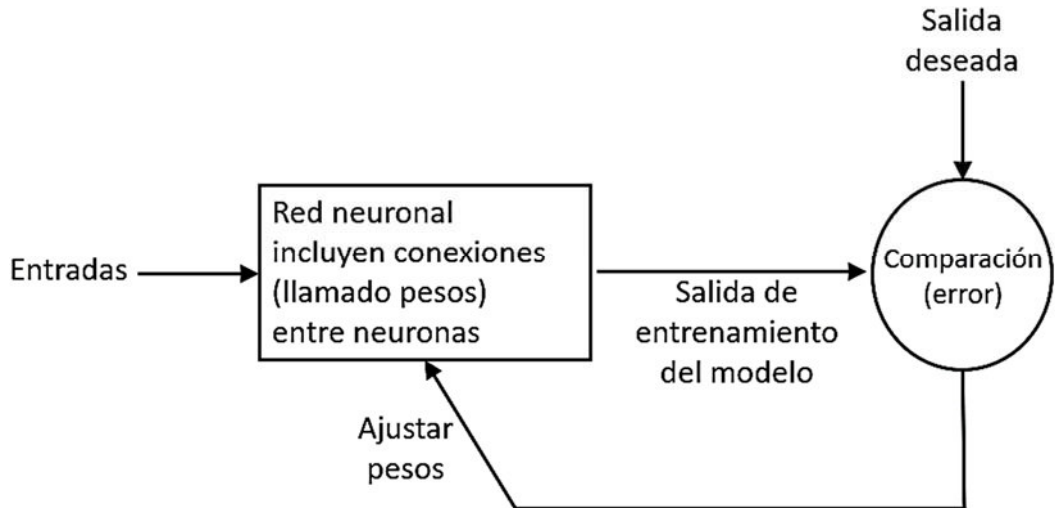 Salida
deseada
Red neuronal
incluyen conexiones
(llamado pesos)
entre neuronas
Entradas
Comparación
(error)
Salida de
entrenamiento
del modelo
Ajustar
pesos